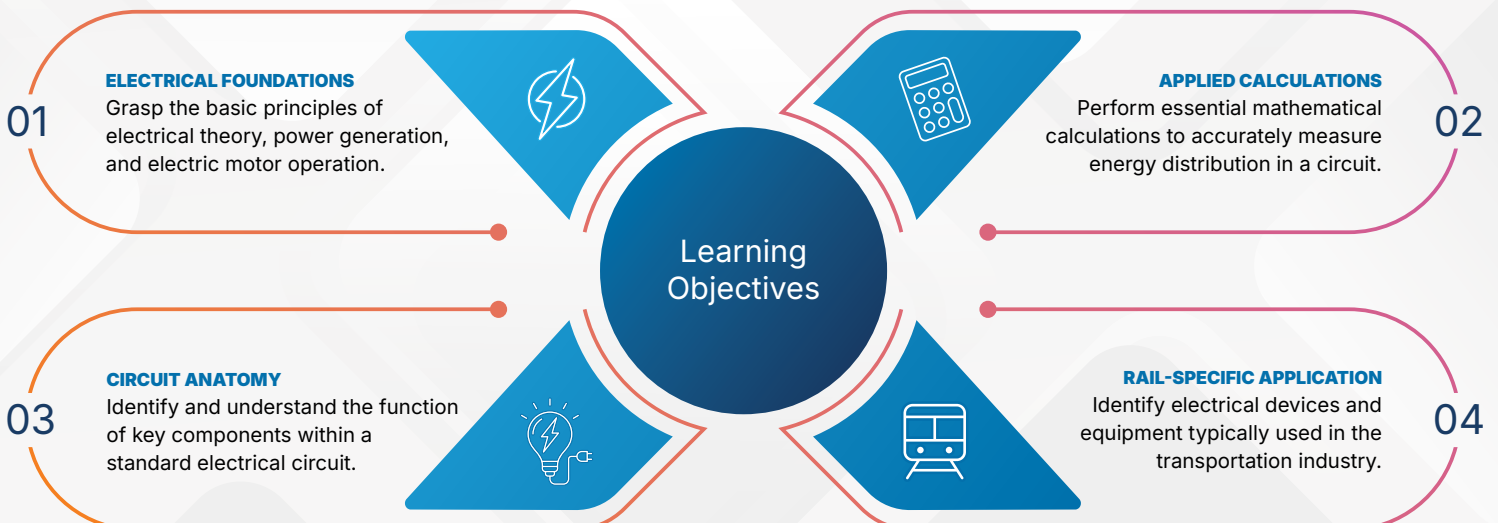 01
ELECTRICAL FOUNDATIONS
Grasp the basic principles of
electrical theory, power generation,
and electric motor operation.
APPLIED CALCULATIONS
Perform essential mathematical
calculations to accurately measure
energy distribution in a circuit.
02
Learning
Objectives
03
CIRCUIT ANATOMY
Identify and understand the function
of key components within a
standard electrical circuit.
RAIL-SPECIFIC APPLICATION
Identify electrical devices and
equipment typically used in the
transportation industry.
04